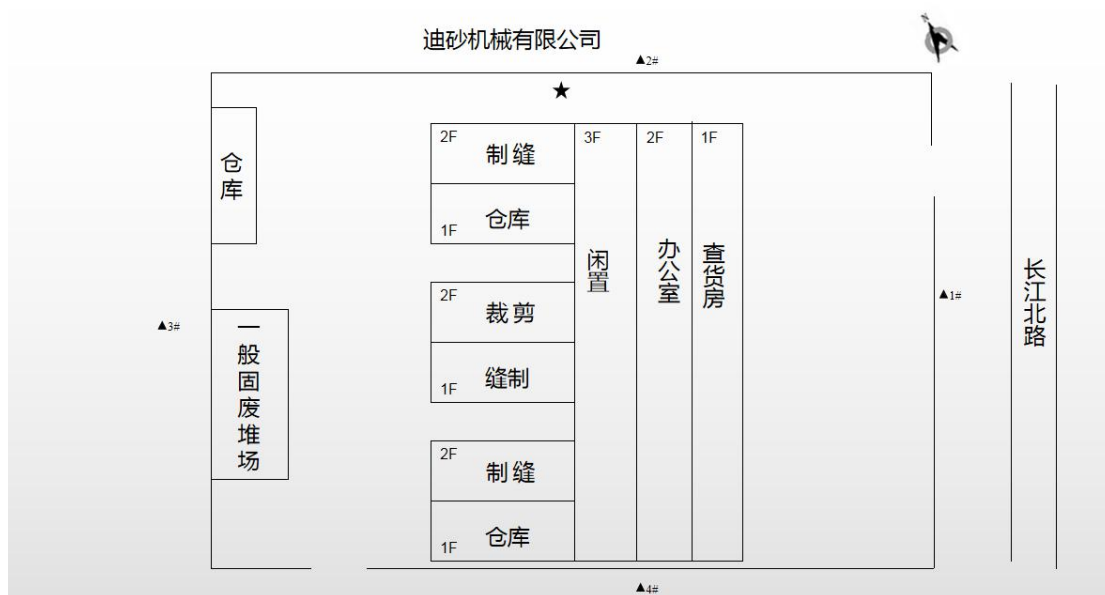 迪砂机械有限公司
▲2#
★
N
2F
制缝
3F
2F
1F
仓库
1F
仓库
闲置
办公室
查货房
2F
裁剪
▲1#
长江北路
▲3#
一般固废堆场
1F
缝制
2F
制缝
1F
仓库
▲4#